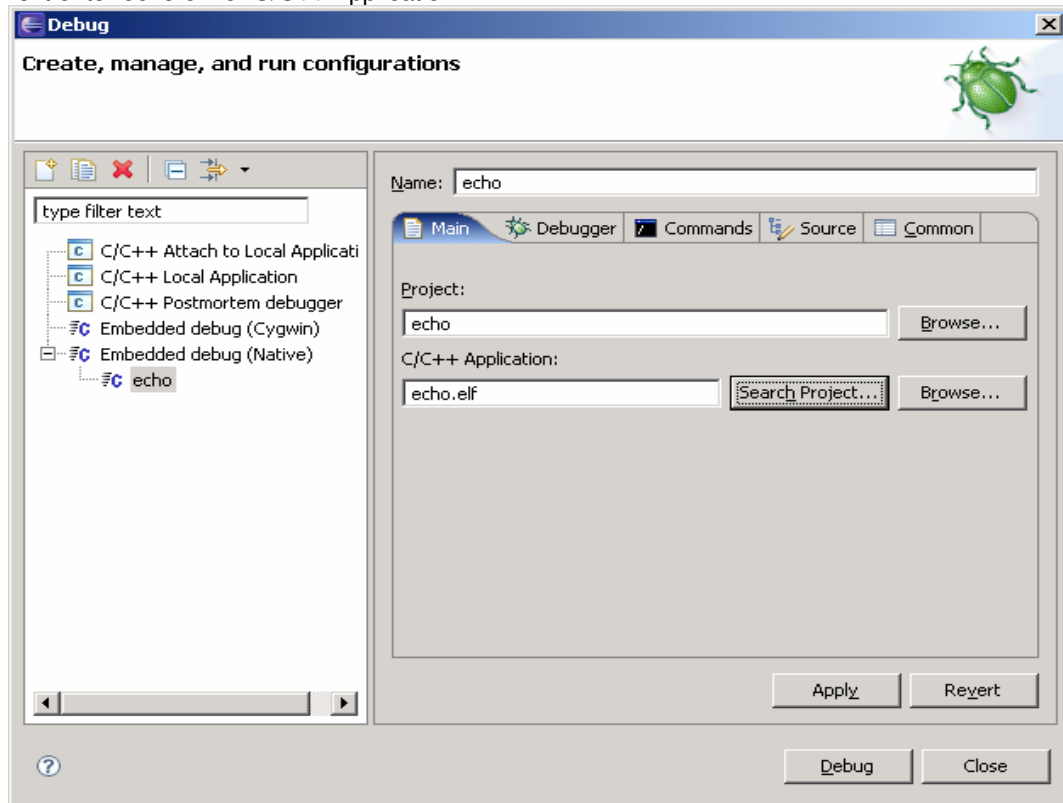 Debug
Create, manage, and run configurations
type filter text
C/C++ Attach to Local Applicati
C/C++ Local Application
C/C++ Postmortem debugger
Embedded debug (Cygwin)
Embedded debug (Native)
echo
Name: echo
Main Debugger Commands Source Common
Project:
echo Browse...
C/C++ Application:
echo.elf Search Project... Browse...
Apply Revert
Debug Close